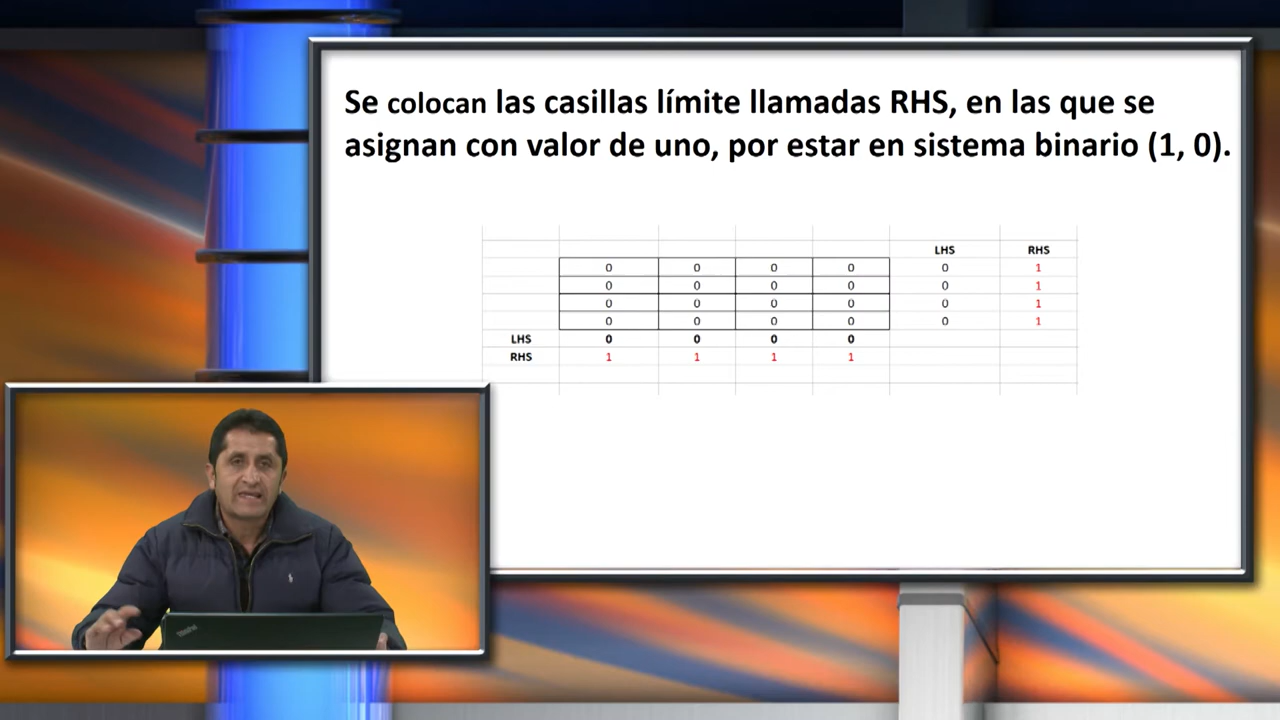 Se colocan las casillas límite llamadas RHS, en las que se
asignan con valor de uno, por estar en sistema binario (1, 0).
LHS RHS
0 0 0 0 0 1
0 0 0 0 0 1
0 0 0 0 0 1
0 0 0 0 0 1
LHS 0 0 0 0
RHS 1 1 1 1